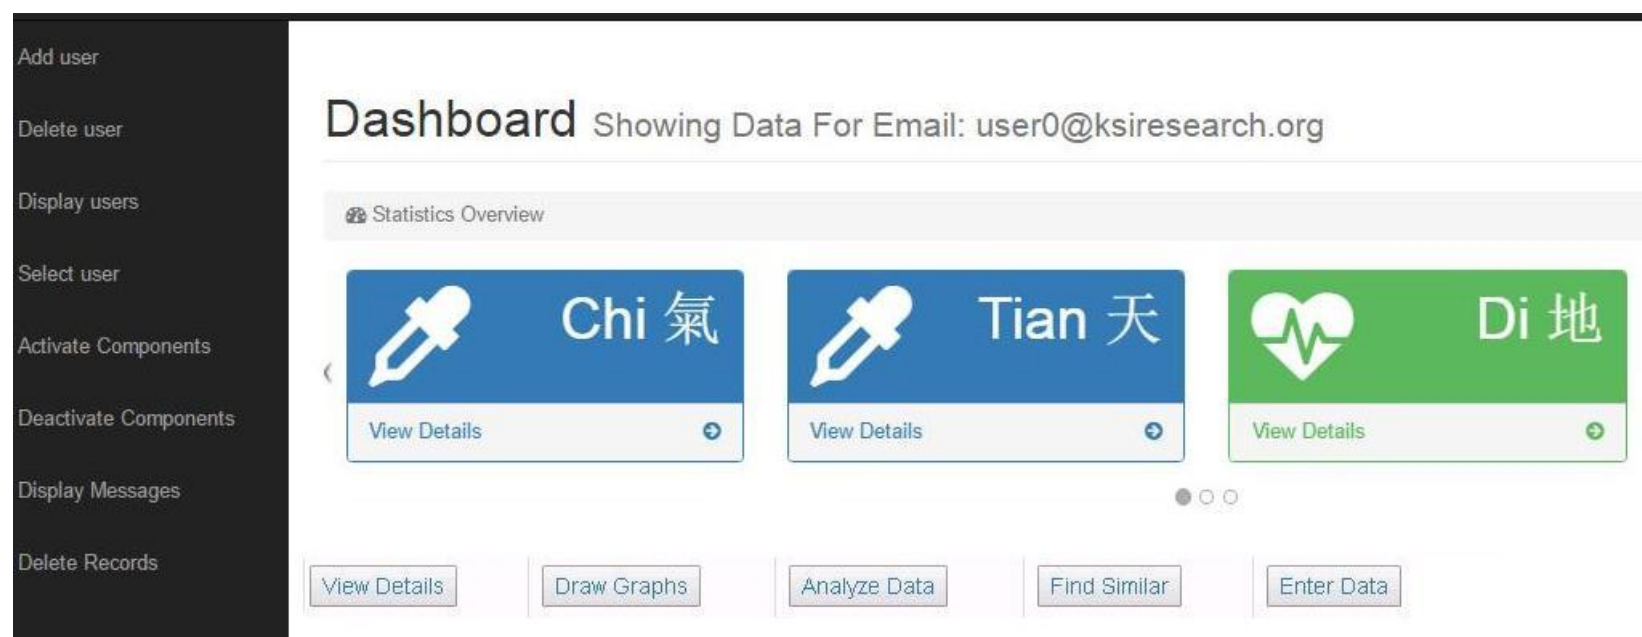 Add user
Delete user
Display users
Select user
Activate Components
Deactivate Components
Display Messages
Delete Records
Dashboard Showing Data For Email: user0@ksiresearch.org
Statistics Overview
Chi 氣
View Details
Tian 天
View Details
Di 地
View Details
View Details
Draw Graphs
Analyze Data
Find Similar
Enter Data